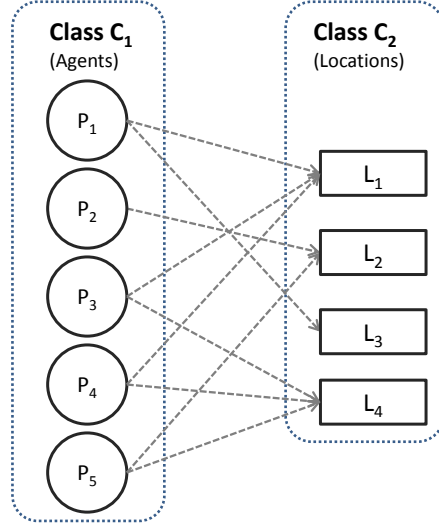 Class C₁
(Agents)
P₁
P₂
P₃
P₄
P₅
Class C₂
(Locations)
L₁
L₂
L₃
L₄